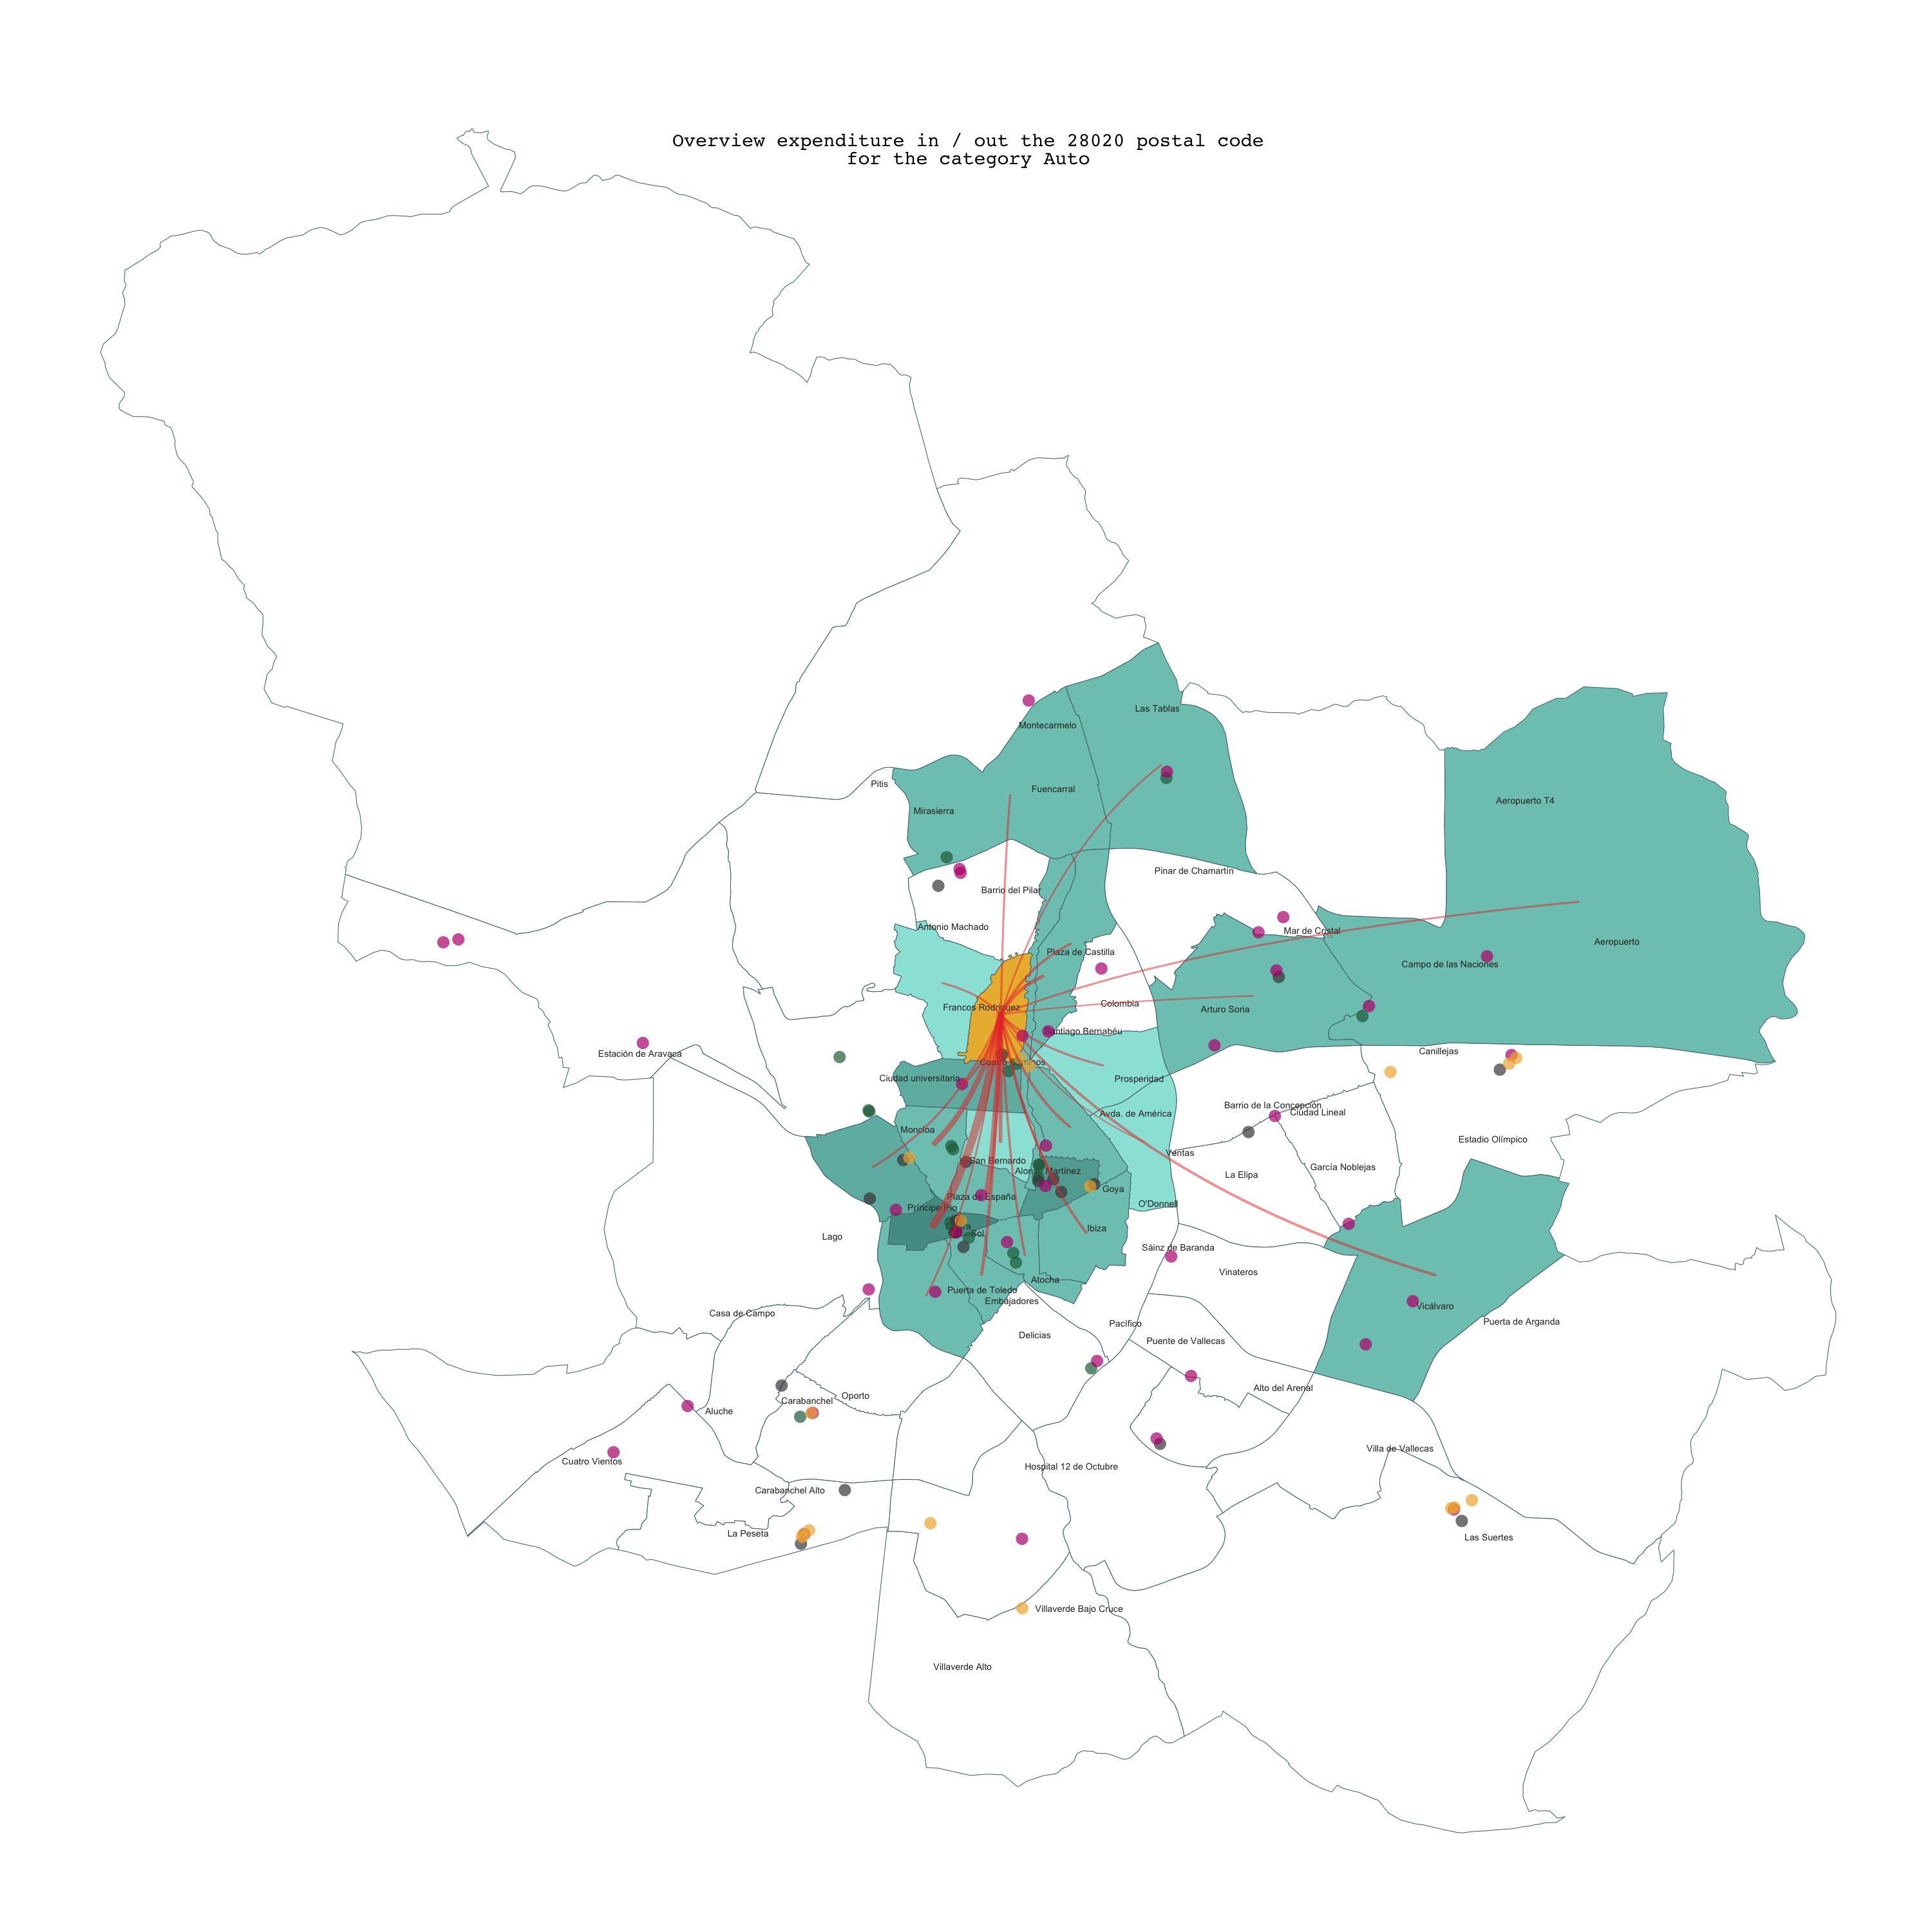 Overview expenditure in / out the 28020 postal code
for the category Auto
Las Tablas
Montecarmelo
Pitis
Fuencarral
Aeropuerto T4
Mirasierra
Pinar de Chamartín
Barrio del Pilar
Antonio Machado
Mar de Cristal
Aeropuerto
Plaza de Castilla
Campo de las Naciones
Francos Rodríguez
Colombia
Arturo Soria
Santiago Bernabéu
Estación de Aravaca
Canillejas
Ciudad universitaria
Prosperidad
Barrio de la Concepción
Ciudad Lineal
Avda. de América
Moncloa
Estadio Olímpico
Ventas
San Bernardo
García Noblejas
Alonso Martínez
La Elipa
Goya
Plaza de España
O'Donnell
Príncipe Pío
Ibiza
Sol
Lago
Sáinz de Baranda
Vinateros
Atocha
Puerta de Toledo
Embajadores
Vicálvaro
Casa de Campo
Puerta de Arganda
Pacífico
Delicias
Puente de Vallecas
Alto del Arenal
Oporto
Carabanchel
Aluche
Villa de Vallecas
Cuatro Vientos
Hospital 12 de Octubre
Carabanchel Alto
La Peseta
Las Suertes
Villaverde Bajo Cruce
Villaverde Alto